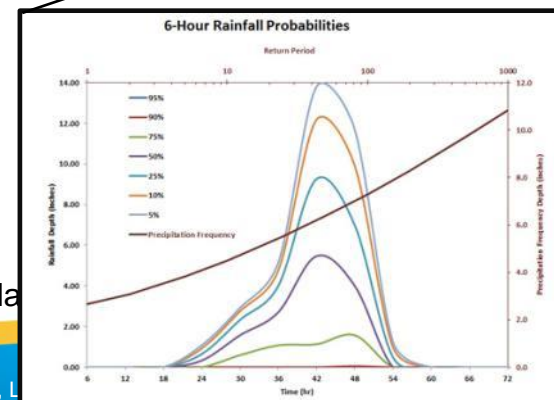 6-Hour Rainfall Probabilities
Return Period
1 10 100 1000
14.00 12.0
12.00 10.0
10.00 8.0
8.00 6.0
6.00 4.0
4.00 2.0
2.00 0.0
0.00
95%
90%
75%
50%
25%
10%
5%
Precipitation Frequency
Rainfall Depth (Inches)
Precipitation Frequency Depth (Inches)
6 12 18 24 30 36 42 48 54 60 66 72
Time (hr)
la
L